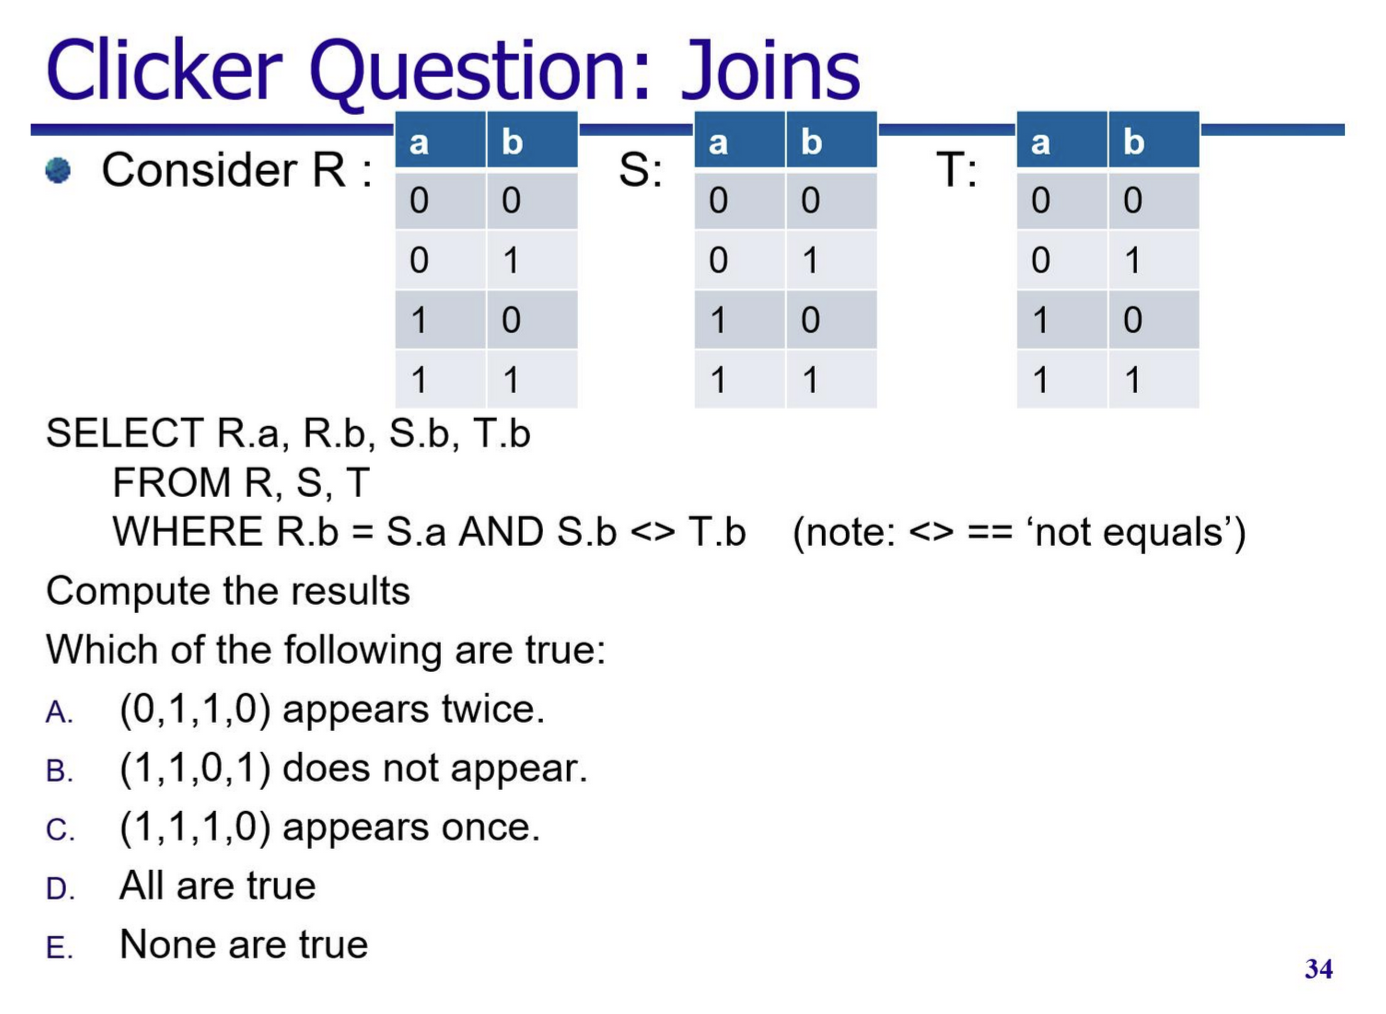 Clicker Question: Joins
Consider R :
a b
0 0
0 1
1 0
1 1
S:
a b
0 0
0 1
1 0
1 1
T:
a b
0 0
0 1
1 0
1 1
SELECT R.a, R.b, S.b, T.b
FROM R, S, T
WHERE R.b = S.a AND S.b <> T.b (note: <> == ‘not equals’)
Compute the results
Which of the following are true:
A. (0,1,1,0) appears twice.
B. (1,1,0,1) does not appear.
C. (1,1,1,0) appears once.
D. All are true
E. None are true
34